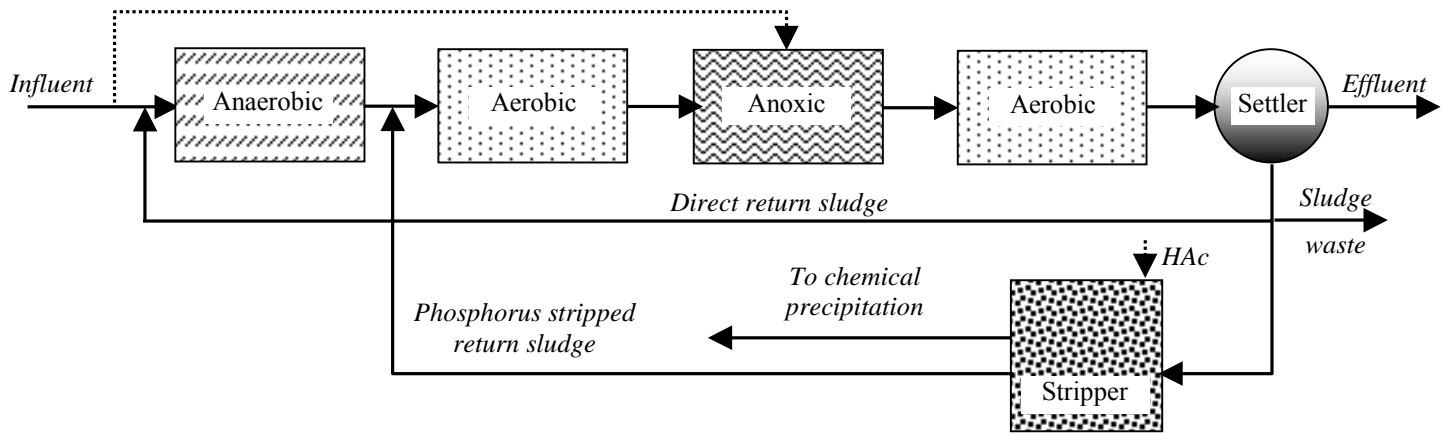 Influent
Anaerobic
Aerobic
Anoxic
Aerobic
Settler
Effluent
Direct return sludge
Sludge
waste
HAc
To chemical
precipitation
Phosphorus stripped
return sludge
Stripper